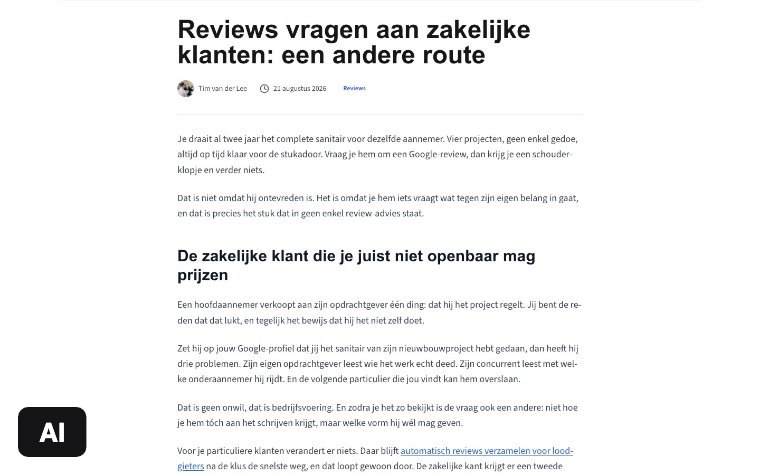 Reviews vragen aan zakelijke
klanten: een andere route
Tim van der Lee
21 augustus 2026
Reviews
Je draait al twee jaar het complete sanitair voor dezelfde aannemer. Vier projecten, geen enkel gedoe,
altijd op tijd klaar voor de stukadoor. Vraag je hem om een Google-review, dan krijg je een schouder-
klopje en verder niets.
Dat is niet omdat hij ontevreden is. Het is omdat je hem iets vraagt wat tegen zijn eigen belang in gaat,
en dat is precies het stuk dat in geen enkel review-advies staat.
De zakelijke klant die je juist niet openbaar mag
prijzen
Een hoofdaannemer verkoopt aan zijn opdrachtgever één ding: dat hij het project regelt. Jij bent de re-
den dat dat lukt, en tegelijk het bewijs dat hij het niet zelf doet.
Zet hij op jouw Google-profiel dat jij het sanitair van zijn nieuwbouwproject hebt gedaan, dan heeft hij
drie problemen. Zijn eigen opdrachtgever leest wie het werk echt deed. Zijn concurrent leest met wel-
ke onderaannemer hij rijdt. En de volgende particulier die jou vindt kan hem overslaan.
Dat is geen onwil, dat is bedrijfsvoering. En zodra je het zo bekijkt is de vraag ook een andere: niet hoe
je hem tóch aan het schrijven krijgt, maar welke vorm hij wél mag geven.
Voor je particuliere klanten verandert er niets. Daar blijft automatisch reviews verzamelen voor lood-
gieters na de klus de snelste weg, en dat loopt gewoon door. De zakelijke kant krijgt er een tweede
AI